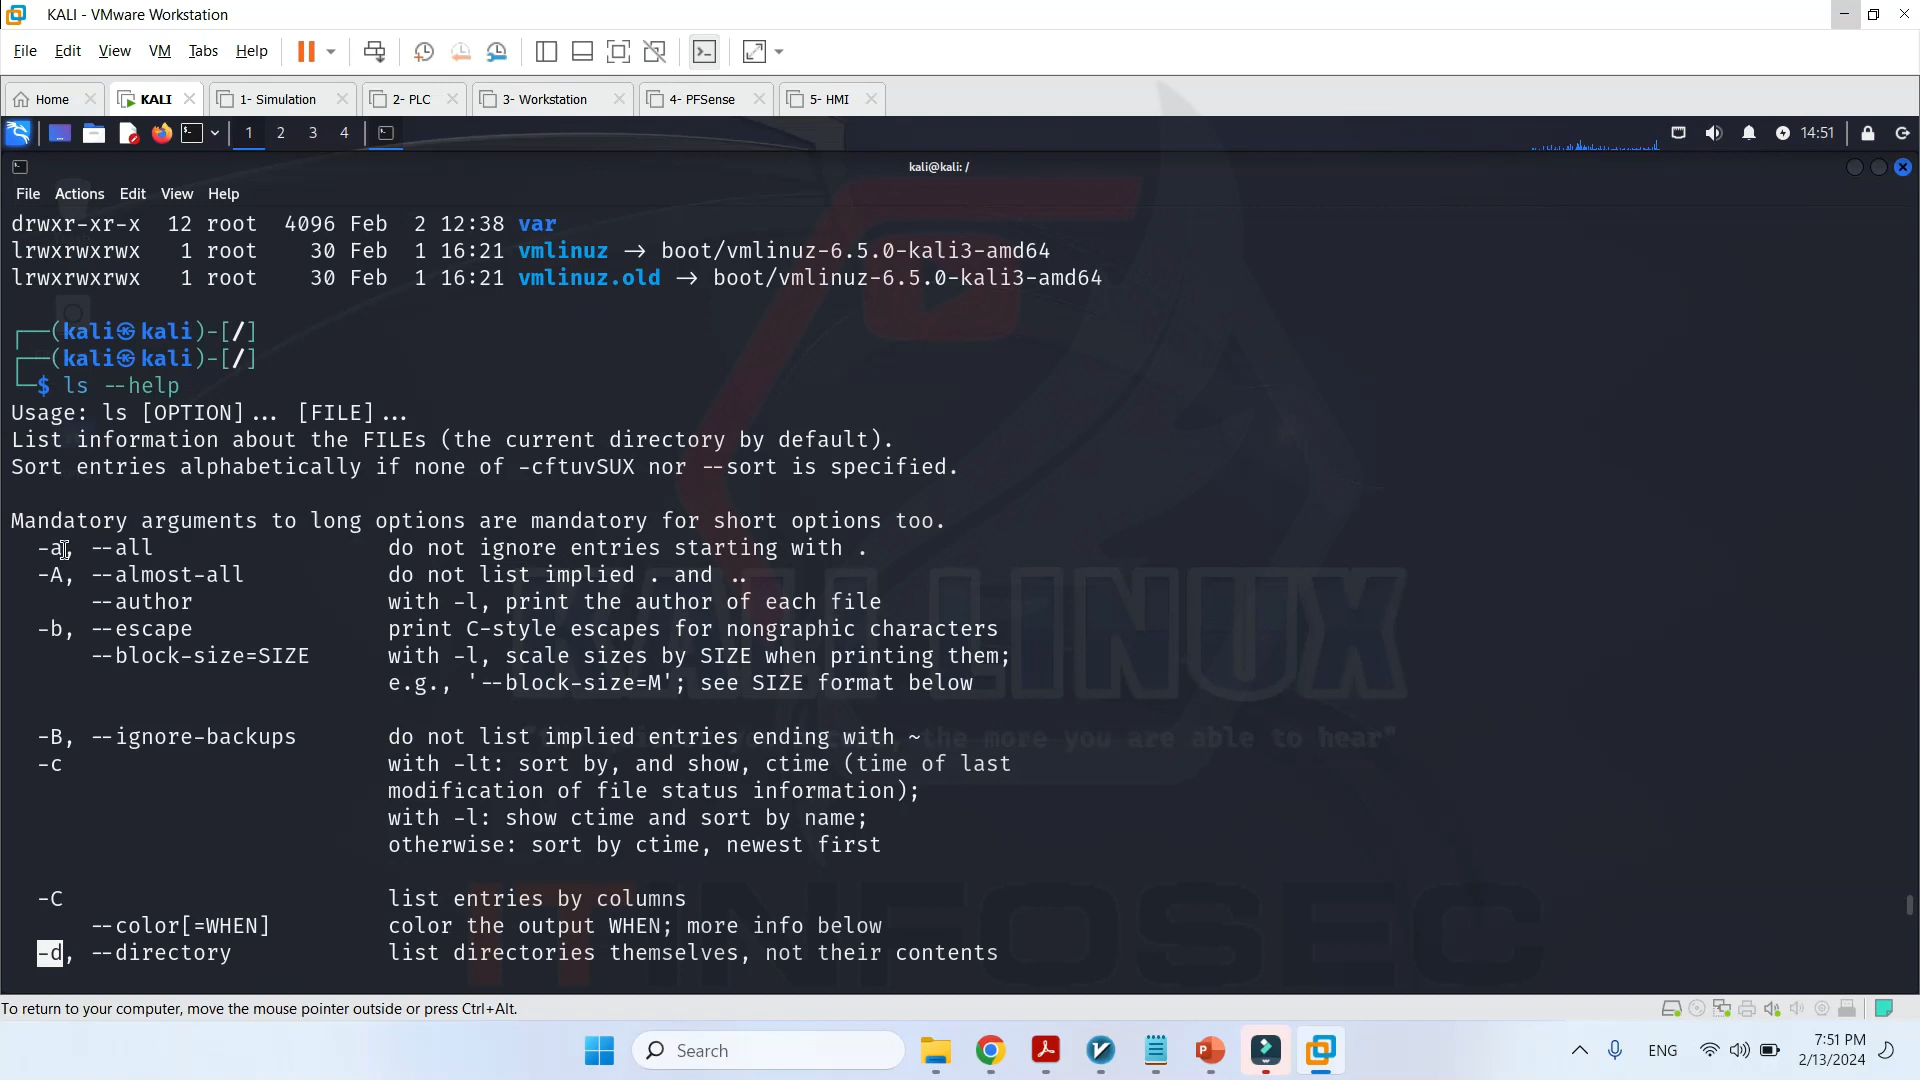 KALI - VMware Workstation
File Edit View VM Tabs Help
Home KALI 1- Simulation 2- PLC 3- Workstation 4- PFSense 5- HMI
1 2 3 4 14:51
kali@kali: /
File Actions Edit View Help
drwxr-xr-x 12 root 4096 Feb 2 12:38 var
lrwxrwxrwx 1 root 30 Feb 1 16:21 vmlinuz → boot/vmlinuz-6.5.0-kali3-amd64
lrwxrwxrwx 1 root 30 Feb 1 16:21 vmlinuz.old → boot/vmlinuz-6.5.0-kali3-amd64
┌──(kali㉿kali)-[/]
┌──(kali㉿kali)-[/]
└─$ ls --help
Usage: ls [OPTION]... [FILE]...
List information about the FILEs (the current directory by default).
Sort entries alphabetically if none of -cftuvSUX nor --sort is specified.
Mandatory arguments to long options are mandatory for short options too.
-a, --all do not ignore entries starting with .
-A, --almost-all do not list implied . and ..
--author with -l, print the author of each file
-b, --escape print C-style escapes for nongraphic characters
--block-size=SIZE with -l, scale sizes by SIZE when printing them;
e.g., '--block-size=M'; see SIZE format below
KALI LINUX
-B, --ignore-backups do not list implied entries ending with ~
the more you are able to hear"
-c with -lt: sort by, and show, ctime (time of last
modification of file status information);
with -l: show ctime and sort by name;
otherwise: sort by ctime, newest first
-C list entries by columns
--color[=WHEN] color the output WHEN; more info below
IT INFOSEC
-d, --directory list directories themselves, not their contents
To return to your computer, move the mouse pointer outside or press Ctrl+Alt.
Search
ENG
7:51 PM
2/13/2024